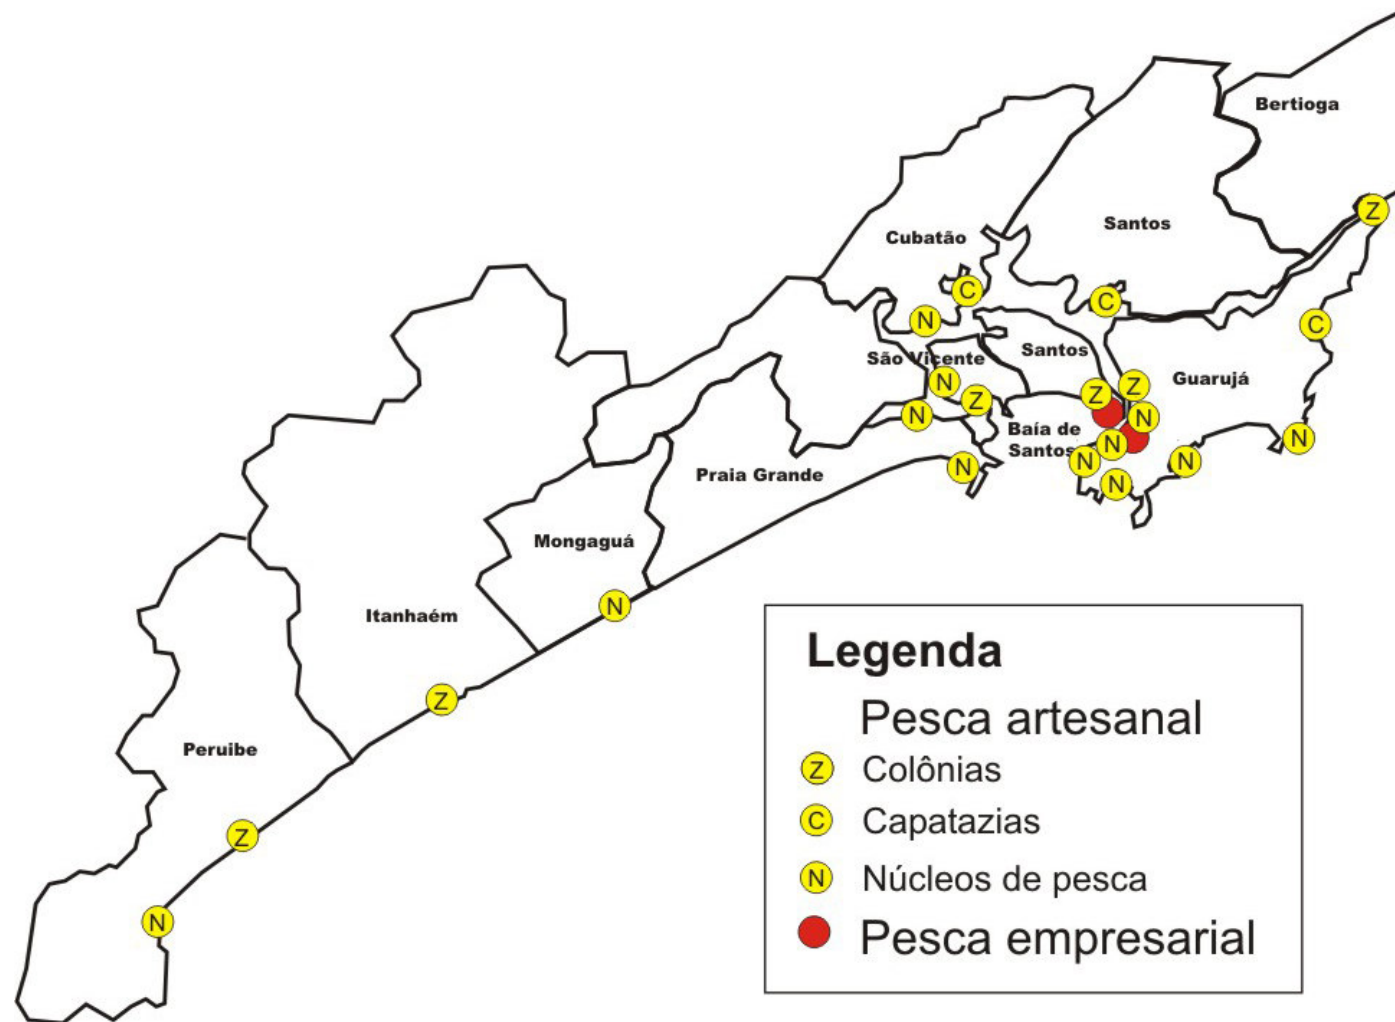 Bertioga
Z
Santos
Cubatão
C
C
N
C
Santos
São Vicente
Guarujá
N
Z
Z
Z
N
N
Baía de
Santos
N
N
N
N
N
N
N
Praia Grande
Mongaguá
N
Itanhaém
Z
Peruibe
Z
N
Legenda
Pesca artesanal
Z Colônias
C Capatazias
N Núcleos de pesca
Pesca empresarial